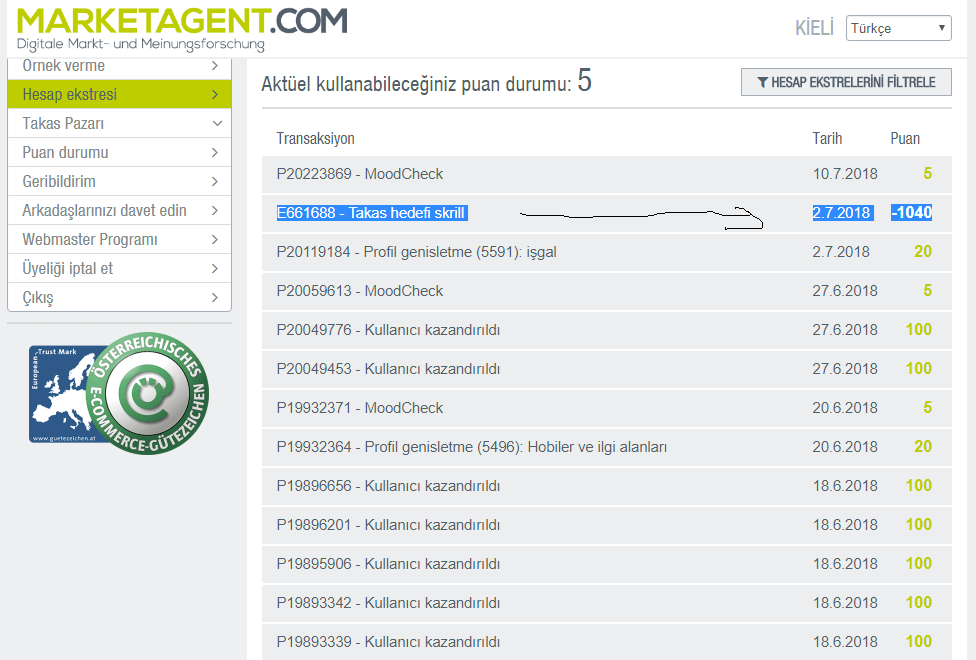 MARKETAGENT.COM
Digitale Markt- und Meinungsforschung
KİELİ Türkçe
Örnek verme
Hesap ekstresi
Takas Pazarı
Puan durumu
Geribildirim
Arkadaşlarınızı davet edin
Webmaster Programı
Üyeliği iptal et
Çıkış
European Trust Mark
www.guetezeichen.at
ÖSTERREICHISCHES
E-COMMERCE-GÜTEZEICHEN
Aktüel kullanabileceğiniz puan durumu: 5
HESAP EKSTRELERİNİ FİLTRELE
Transaksiyon Tarih Puan
P20223869 - MoodCheck 10.7.2018 5
E661688 - Takas hedefi skrill 2.7.2018 -1040
P20119184 - Profil genisletme (5591): işgal 2.7.2018 20
P20059613 - MoodCheck 27.6.2018 5
P20049776 - Kullanıcı kazandırıldı 27.6.2018 100
P20049453 - Kullanıcı kazandırıldı 27.6.2018 100
P19932371 - MoodCheck 20.6.2018 5
P19932364 - Profil genisletme (5496): Hobiler ve ilgi alanları 20.6.2018 20
P19896656 - Kullanıcı kazandırıldı 18.6.2018 100
P19896201 - Kullanıcı kazandırıldı 18.6.2018 100
P19895906 - Kullanıcı kazandırıldı 18.6.2018 100
P19893342 - Kullanıcı kazandırıldı 18.6.2018 100
P19893339 - Kullanıcı kazandırıldı 18.6.2018 100